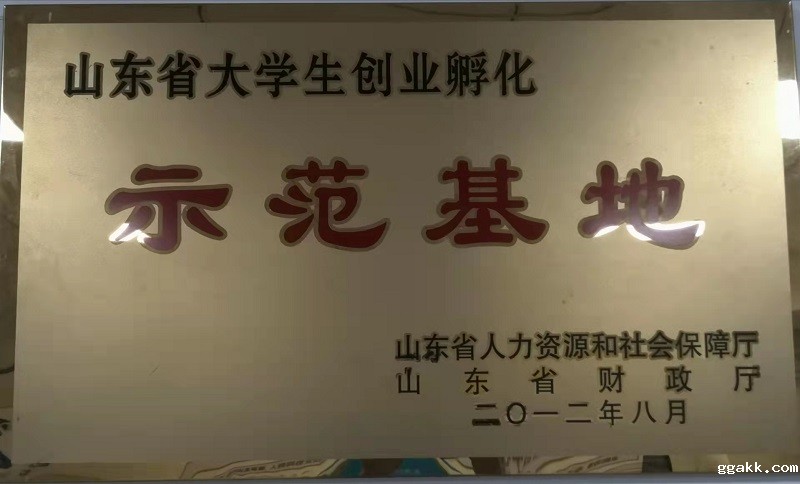 山东省大学生创业孵化
示范基地
山东省人力资源和社会保障厅
山东省财政厅
二〇一二年八月
ggakk.com